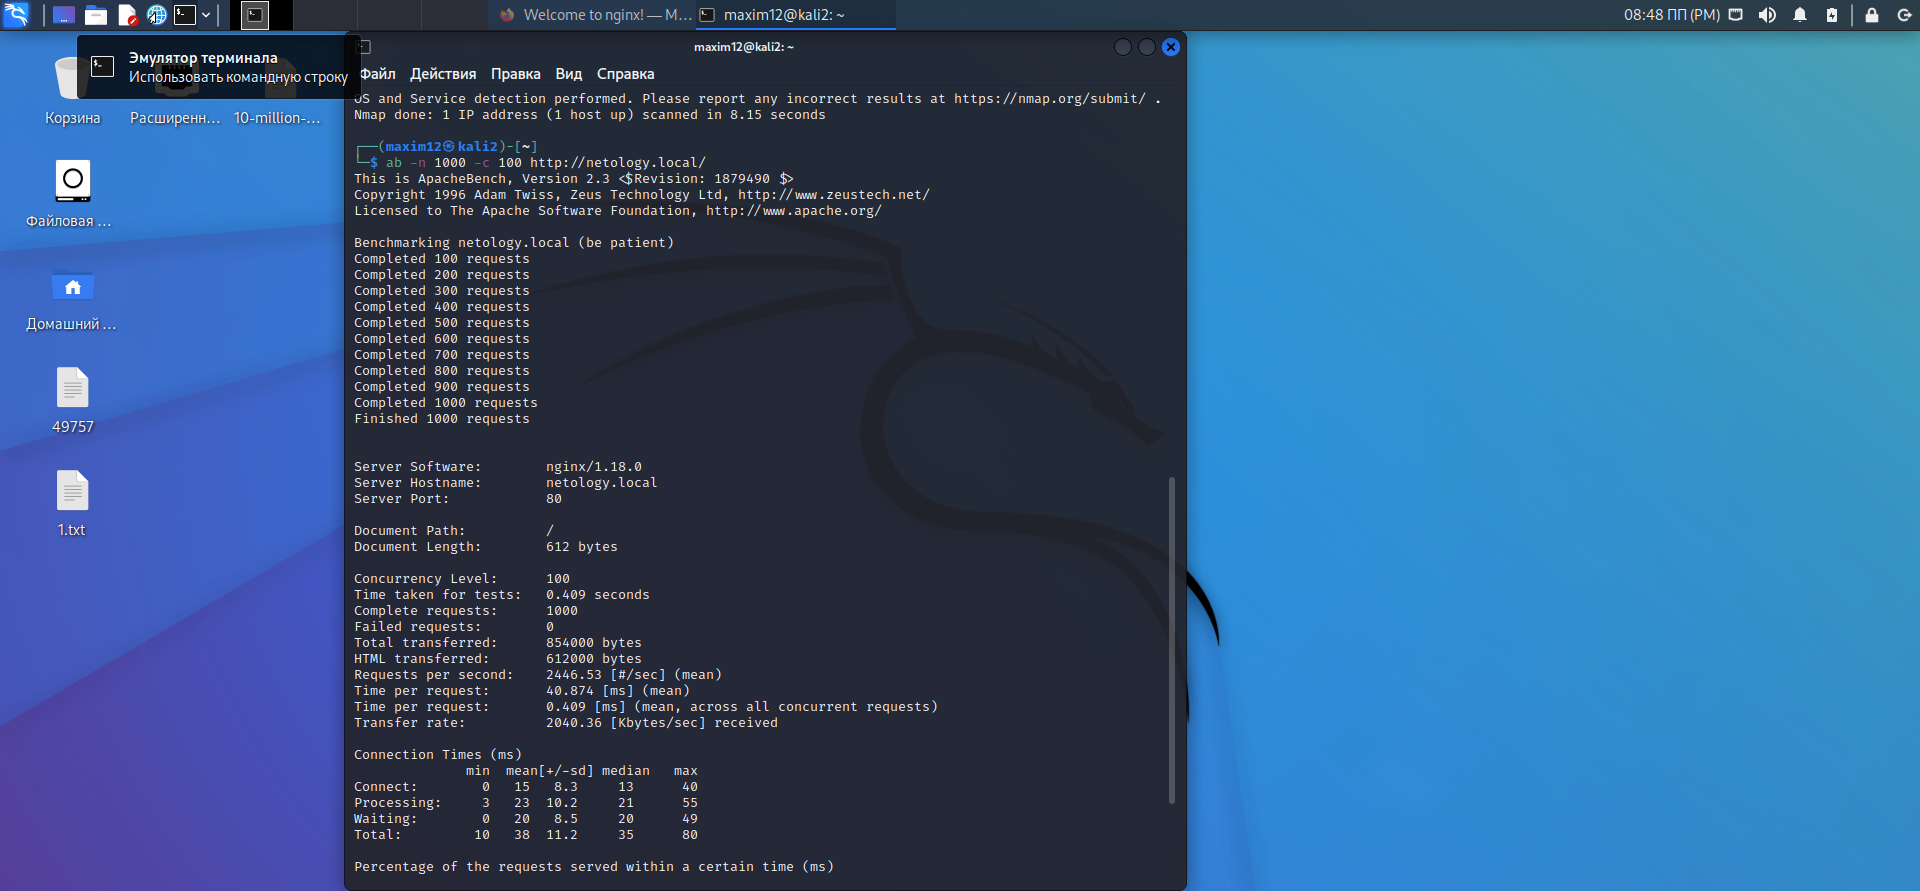 Welcome to nginx! — M...
maxim12@kali2: ~
08:48 ПП (PM)
Эмулятор терминала
Использовать командную строку
Корзина
Расширенн...
10-million-...
Файловая ...
Домашний ...
49757
1.txt
maxim12@kali2: ~
Файл Действия Правка Вид Справка
OS and Service detection performed. Please report any incorrect results at https://nmap.org/submit/ .
Nmap done: 1 IP address (1 host up) scanned in 8.15 seconds
┌──(maxim12㉿kali2)-[~]
└─$ ab -n 1000 -c 100 http://netology.local/
This is ApacheBench, Version 2.3 <$Revision: 1879490 $>
Copyright 1996 Adam Twiss, Zeus Technology Ltd, http://www.zeustech.net/
Licensed to The Apache Software Foundation, http://www.apache.org/
Benchmarking netology.local (be patient)
Completed 100 requests
Completed 200 requests
Completed 300 requests
Completed 400 requests
Completed 500 requests
Completed 600 requests
Completed 700 requests
Completed 800 requests
Completed 900 requests
Completed 1000 requests
Finished 1000 requests
Server Software: nginx/1.18.0
Server Hostname: netology.local
Server Port: 80
Document Path: /
Document Length: 612 bytes
Concurrency Level: 100
Time taken for tests: 0.409 seconds
Complete requests: 1000
Failed requests: 0
Total transferred: 854000 bytes
HTML transferred: 612000 bytes
Requests per second: 2446.53 [#/sec] (mean)
Time per request: 40.874 [ms] (mean)
Time per request: 0.409 [ms] (mean, across all concurrent requests)
Transfer rate: 2040.36 [Kbytes/sec] received
Connection Times (ms)
min mean[+/-sd] median max
Connect: 0 15 8.3 13 40
Processing: 3 23 10.2 21 55
Waiting: 0 20 8.5 20 49
Total: 10 38 11.2 35 80
Percentage of the requests served within a certain time (ms)